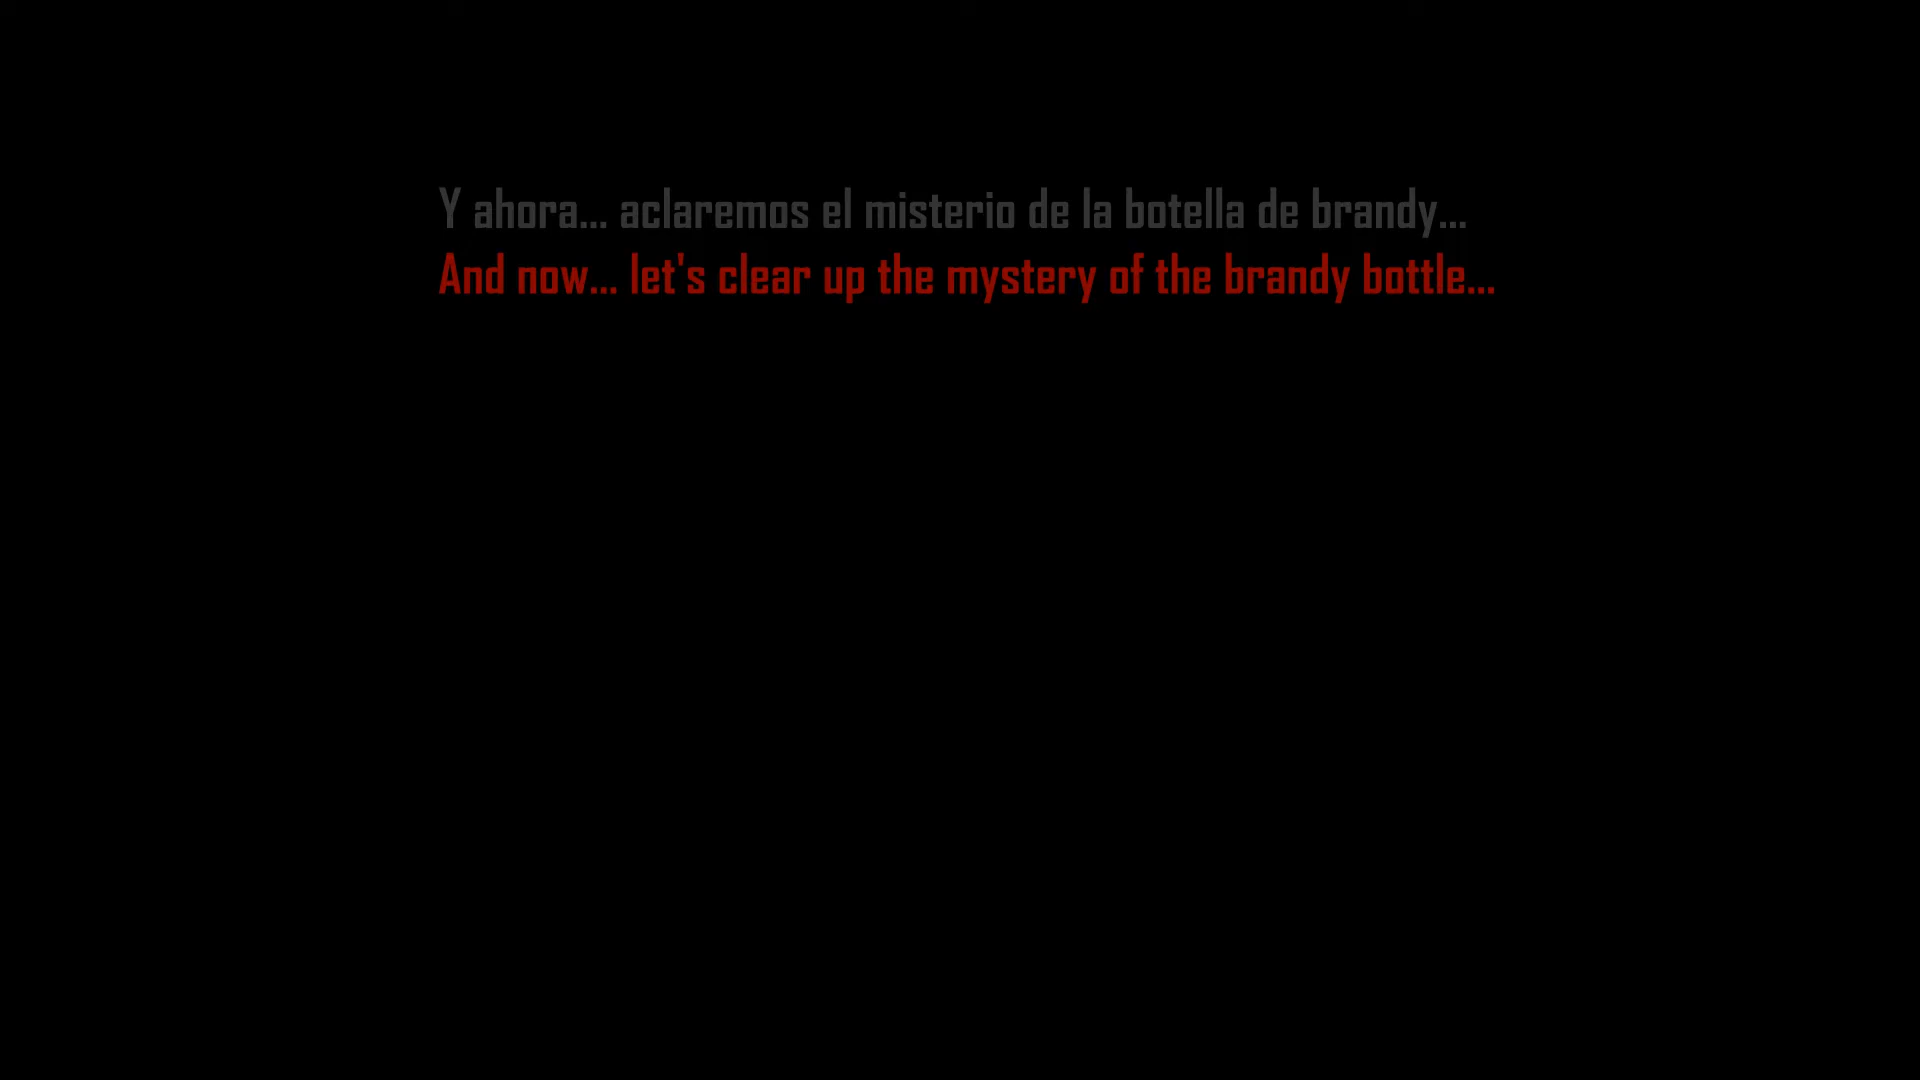 Y ahora... aclaremos el misterio de la botella de brandy...
And now... let's clear up the mystery of the brandy bottle...